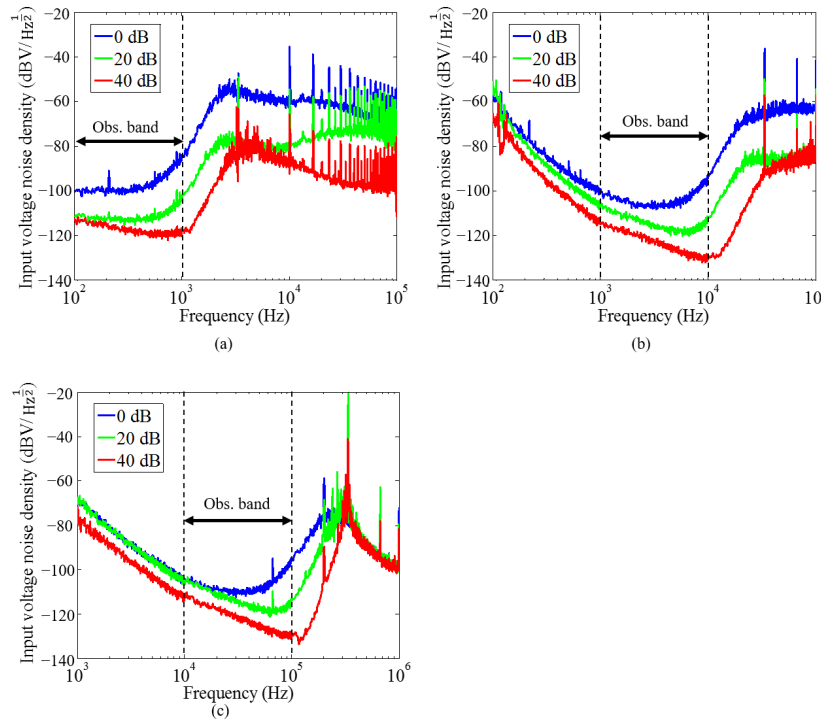 Input voltage noise density (dBV/Hz^{1/2})
−20
−40
−60
−80
−100
−120
−140
0 dB
20 dB
40 dB
Obs. band
10^2
10^3
10^4
10^5
Frequency (Hz)
(a)
Input voltage noise density (dBV/Hz^{1/2})
−20
−40
−60
−80
−100
−120
−140
0 dB
20 dB
40 dB
Obs. band
10^2
10^3
10^4
10
Frequency (Hz)
(b)
Input voltage noise density (dBV/Hz^{1/2})
−20
−40
−60
−80
−100
−120
−140
0 dB
20 dB
40 dB
Obs. band
10^3
10^4
10^5
10^6
Frequency (Hz)
(c)